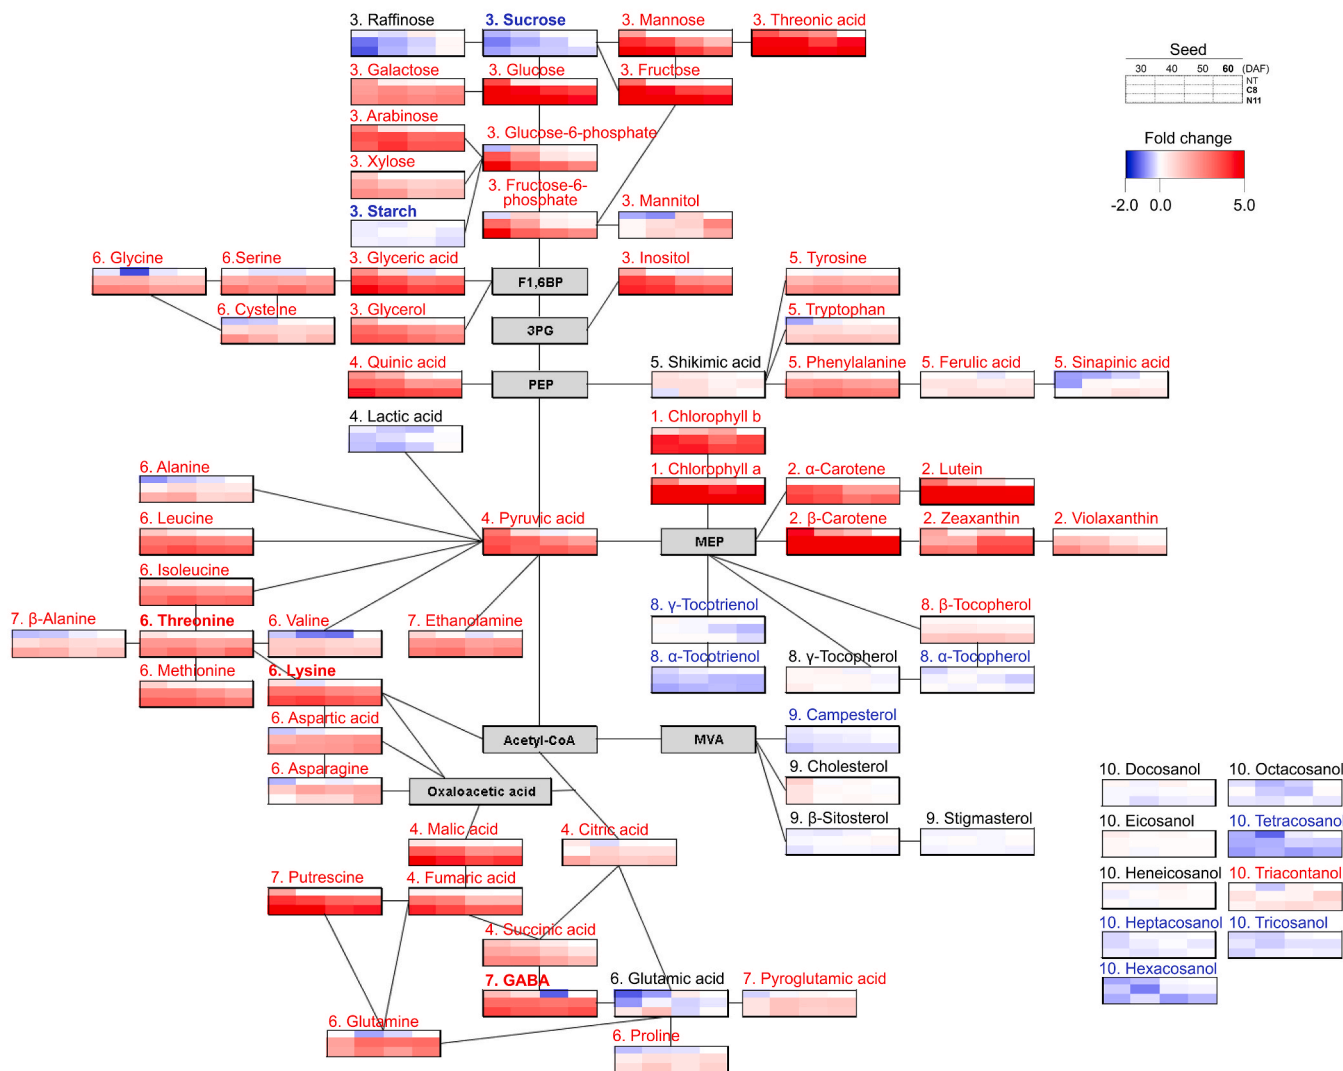 3. Raffinose
3. Sucrose
3. Mannose
3. Threonic acid
Seed
30 40 50 60 (DAF)
NT
C8
N11
3. Galactose
3. Glucose
3. Fructose
3. Arabinose
3. Glucose-6-phosphate
Fold change
-2.0 0.0 5.0
3. Xylose
3. Fructose-6-
phosphate
3. Starch
3. Mannitol
6. Glycine
6.Serine
3. Glyceric acid
F1,6BP
3. Inositol
5. Tyrosine
6. Cysteine
3. Glycerol
3PG
5. Tryptophan
4. Quinic acid
PEP
5. Shikimic acid
5. Phenylalanine
5. Ferulic acid
5. Sinapinic acid
4. Lactic acid
1. Chlorophyll b
6. Alanine
1. Chlorophyll a
2. α-Carotene
2. Lutein
6. Leucine
4. Pyruvic acid
MEP
2. β-Carotene
2. Zeaxanthin
2. Violaxanthin
6. Isoleucine
7. β-Alanine
6. Threonine
6. Valine
7. Ethanolamine
8. γ-Tocotrienol
8. β-Tocopherol
6. Methionine
6. Lysine
8. α-Tocotrienol
8. γ-Tocopherol
8. α-Tocopherol
6. Aspartic acid
Acetyl-CoA
MVA
9. Campesterol
6. Asparagine
Oxaloacetic acid
9. Cholesterol
10. Docosanol
10. Octacosanol
4. Malic acid
4. Citric acid
9. β-Sitosterol
9. Stigmasterol
10. Eicosanol
10. Tetracosanol
7. Putrescine
4. Fumaric acid
10. Heneicosanol
10. Triacontanol
4. Succinic acid
10. Heptacosanol
10. Tricosanol
7. GABA
6. Glutamic acid
7. Pyroglutamic acid
10. Hexacosanol
6. Glutamine
6. Proline